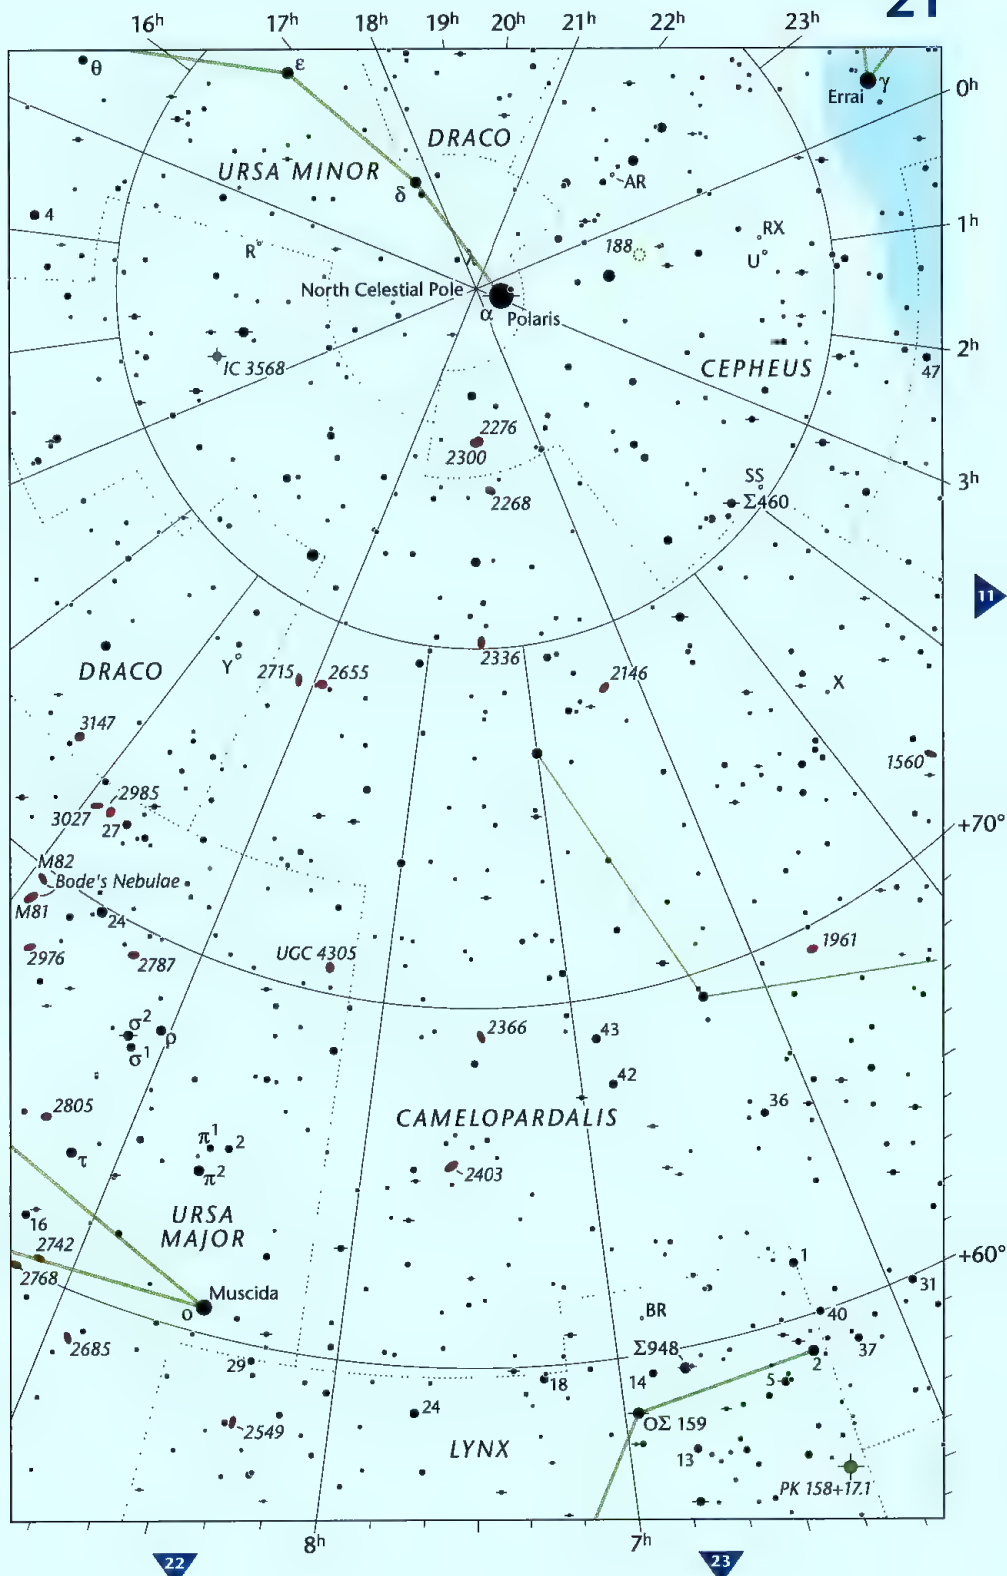 21
16h 17h 18h 19h 20h 21h 22h 23h
θ
ε
Errai γ
0h
DRACO
URSA MINOR
AR
δ
4
1h
RX
188
R
U
λ
North Celestial Pole
α Polaris
2h
IC 3568
CEPHEUS
47
2276
2300
3h
SS
2268
Σ460
11
2336
DRACO
Y
2715
2655
2146
X
3147
1560
2985
3027
27
+70°
M82
Bode's Nebulae
M81
24
1961
2976
2787
UGC 4305
σ²
ρ
σ¹
2366
43
42
2805
36
CAMELOPARDALIS
π¹ 2
τ
π²
2403
16
URSA
MAJOR
2742
1
+60°
2768
Muscida
31
ο
BR
40
2685
Σ948
37
29
14
2
18
5
24
OΣ 159
2549
LYNX
13
PK 158+17.1
8h 7h
22 23